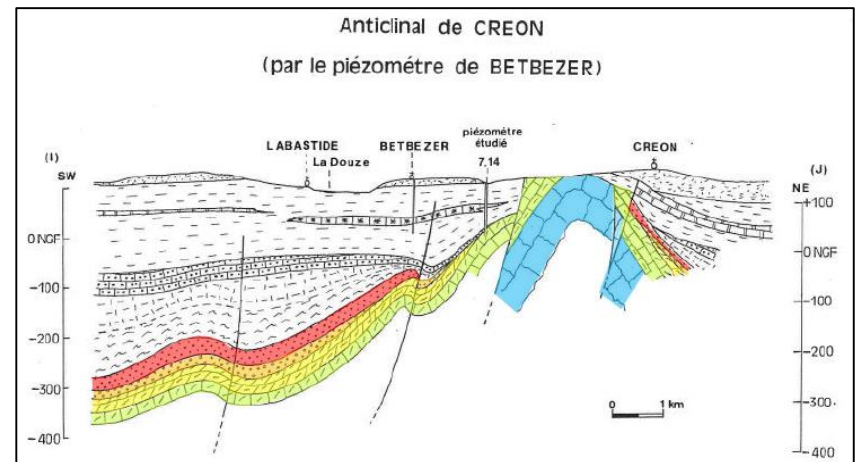 Anticlinal de CREON
(par le piézométre de BETBEZER)
LABASTIDE
La Douze
BETBEZER
piézomètre
étudié
7.14
CREON
(I)
SW
(J)
NE
0 NGF
-100
-200
-300
-400
+100
0 NGF
-100
-200
-300
-400
0
1 km